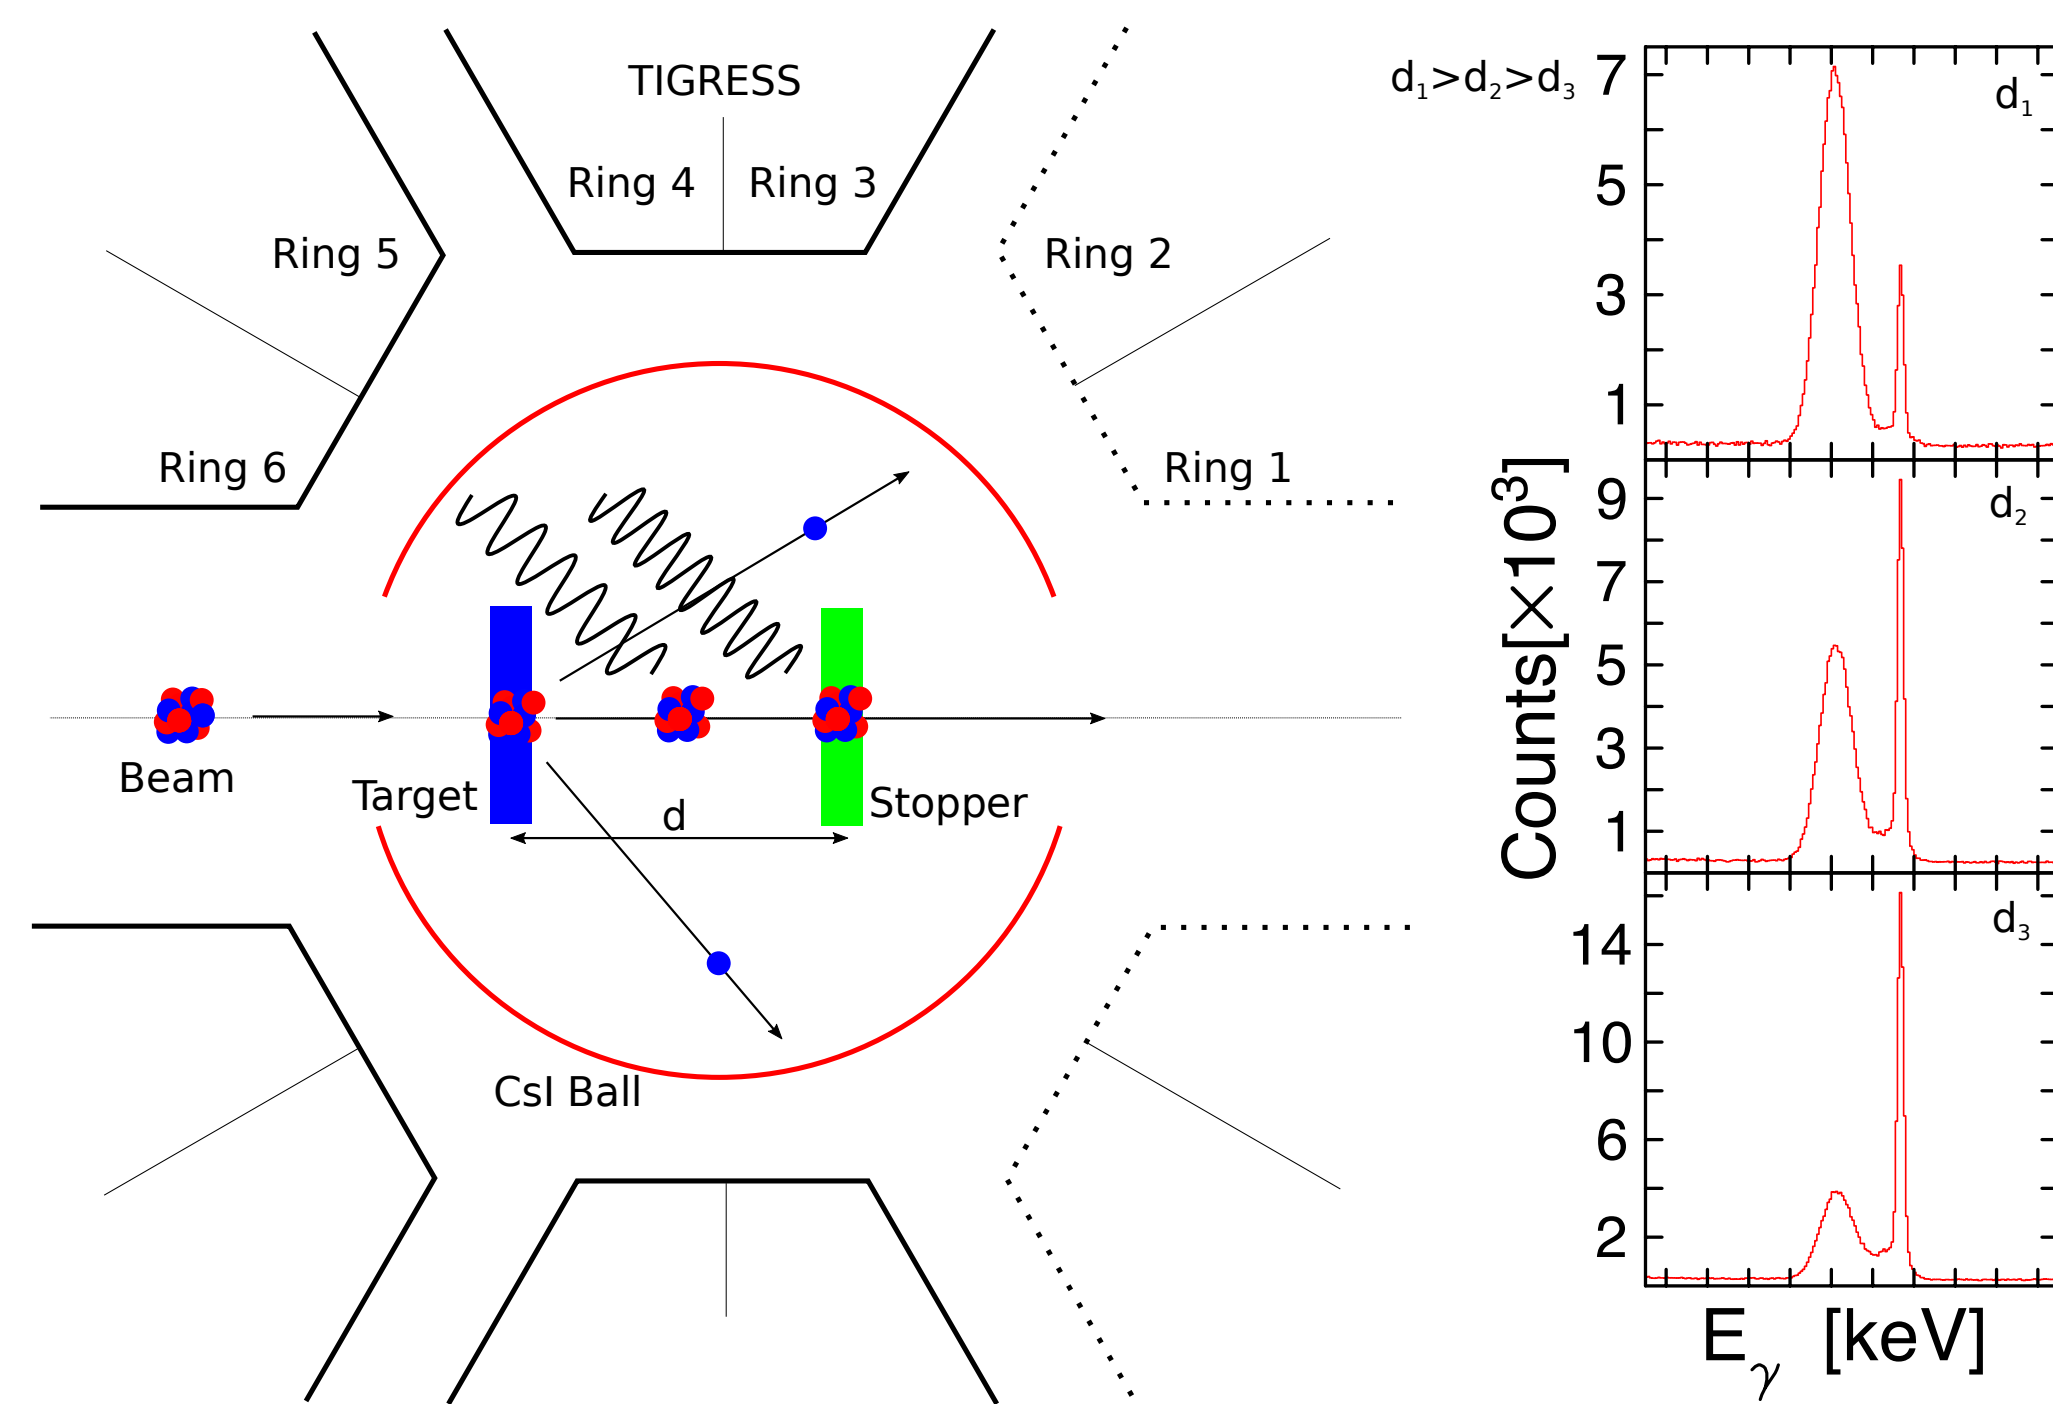 TIGRESS
Ring 4
Ring 3
Ring 5
Ring 2
Ring 6
Ring 1
Beam
Target
d
Stopper
CsI Ball
d₁>d₂>d₃
d₁
7
5
3
1
d₂
9
7
5
3
1
d₃
14
10
6
2
Counts[×10³]
Eᵧ [keV]